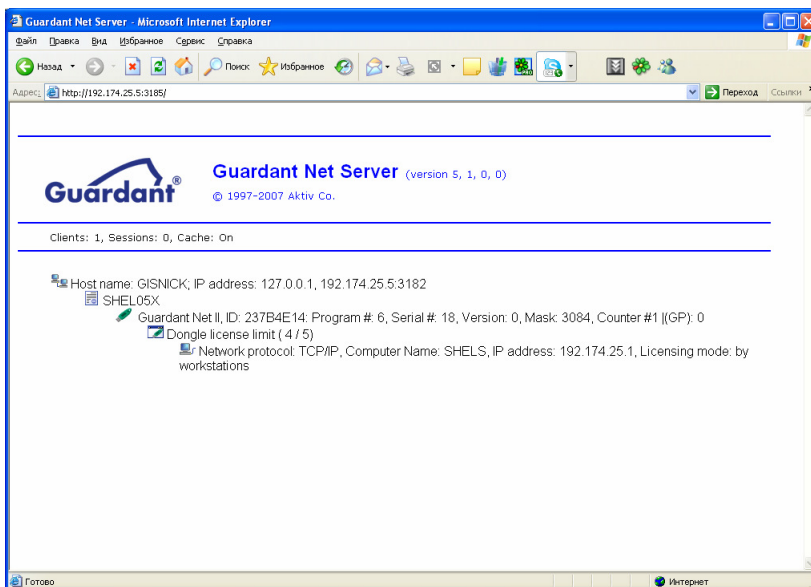 Guardant Net Server - Microsoft Internet Explorer
Файл Правка Вид Избранное Сервис Справка
Назад Поиск Избранное
Адрес: http://192.174.25.5:3185/ Переход Ссылки
Guardant® Guardant Net Server (version 5, 1, 0, 0)
© 1997-2007 Aktiv Co.
Clients: 1, Sessions: 0, Cache: On
Host name: GISNICK; IP address: 127.0.0.1, 192.174.25.5:3182
SHEL05X
Guardant Net II, ID: 237B4E14: Program #: 6, Serial #: 18, Version: 0, Mask: 3084, Counter #1 |(GP): 0
Dongle license limit ( 4 / 5)
Network protocol: TCP/IP, Computer Name: SHELS, IP address: 192.174.25.1, Licensing mode: by
workstations
Готово Интернет